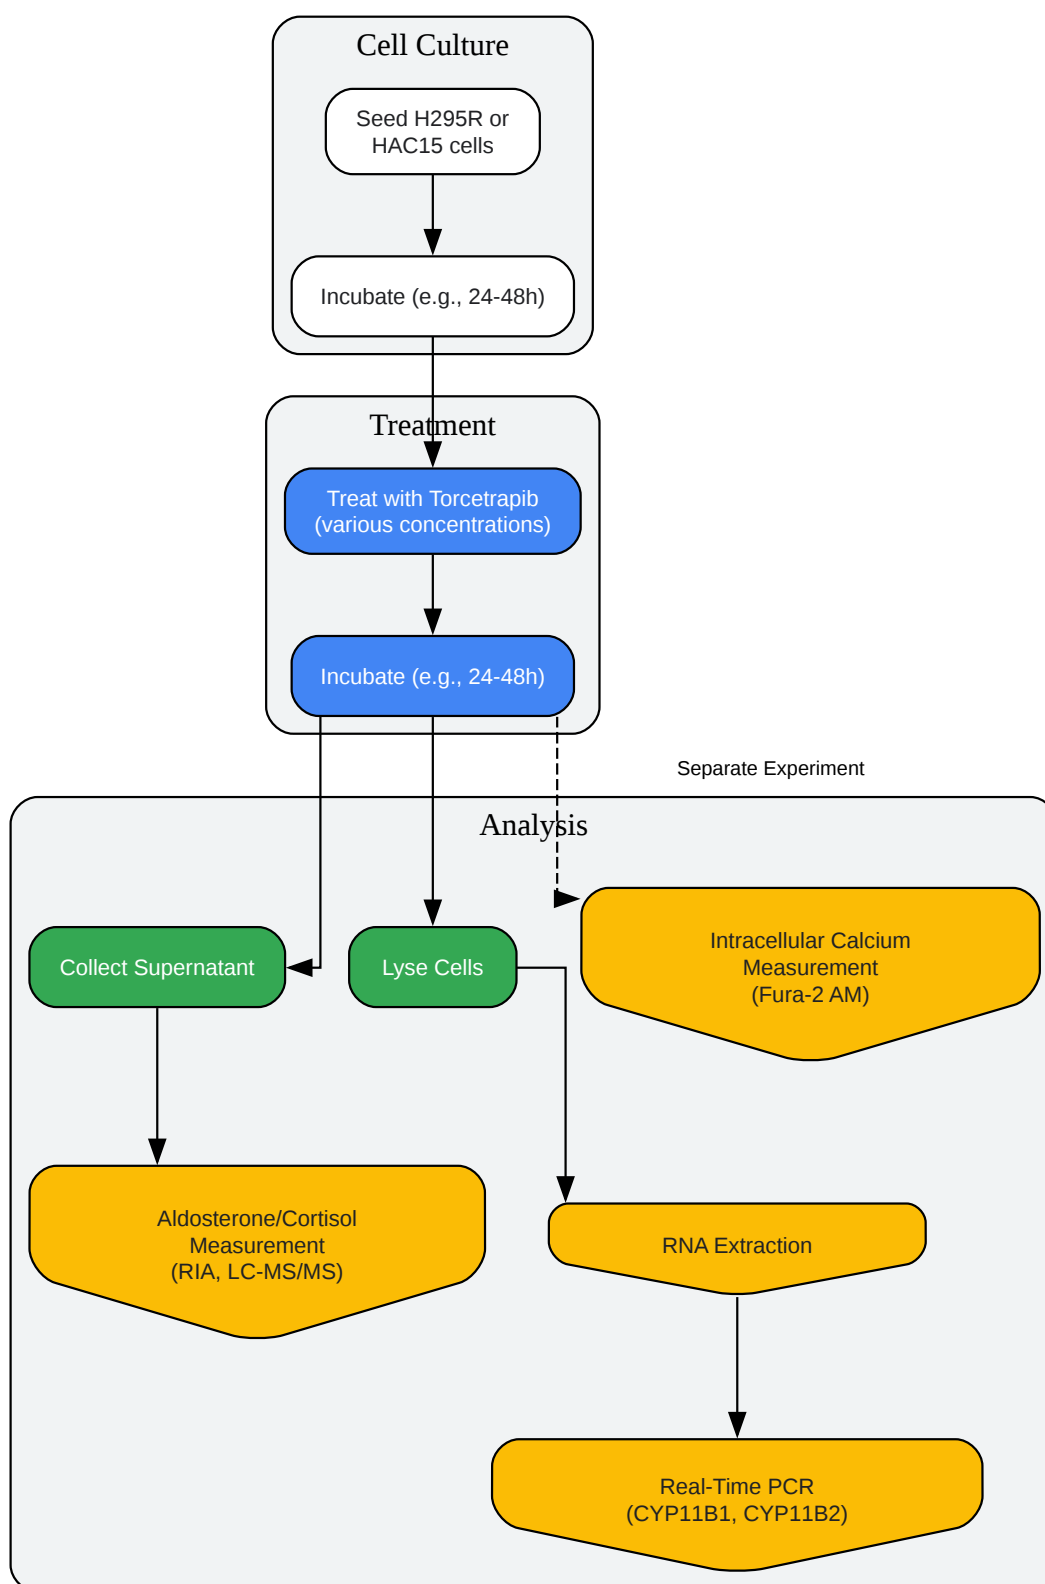 Cell Culture
Seed H295R or
HAC15 cells
Incubate (e.g., 24-48h)
Treatment
Treat with Torcetrapib
(various concentrations)
Incubate (e.g., 24-48h)
Separate Experiment
Analysis
Collect Supernatant
Lyse Cells
Intracellular Calcium
Measurement
(Fura-2 AM)
Aldosterone/Cortisol
Measurement
(RIA, LC-MS/MS)
RNA Extraction
Real-Time PCR
(CYP11B1, CYP11B2)